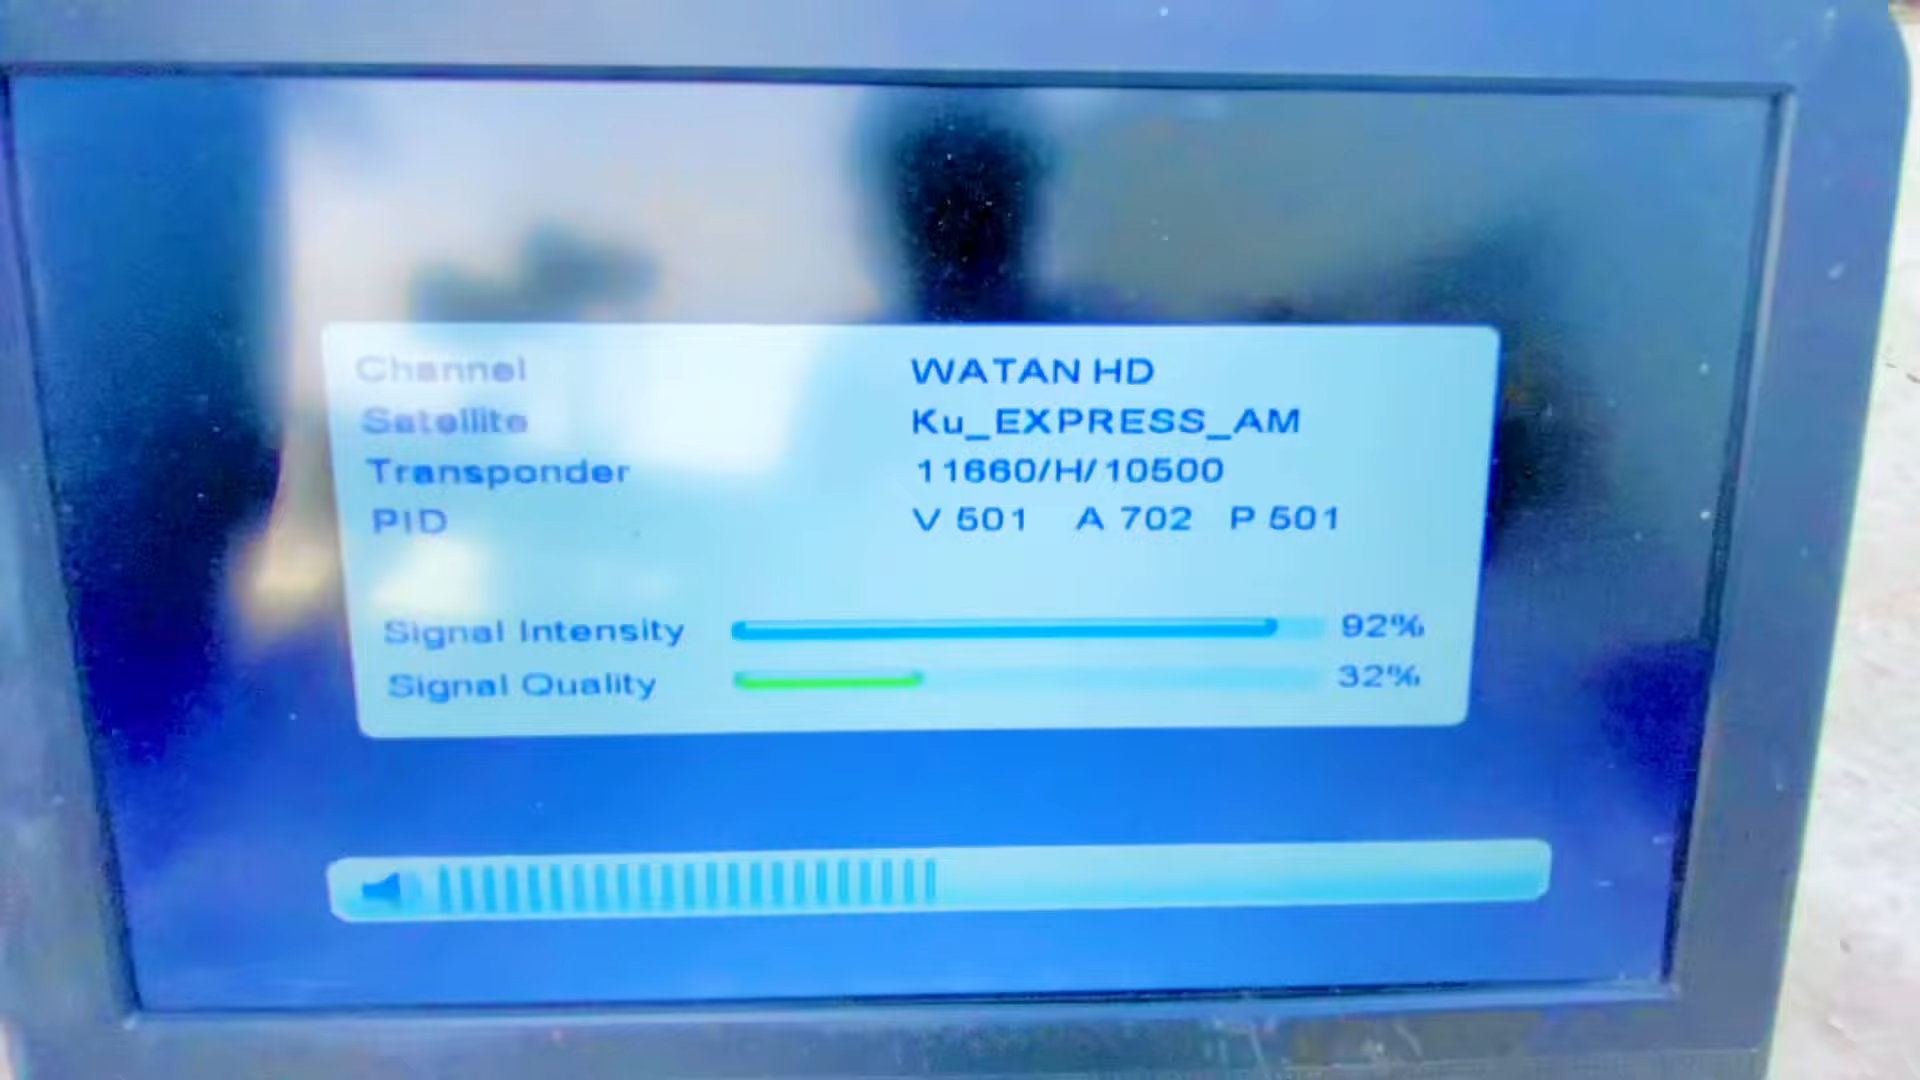 Channel WATAN HD
Satellite Ku_EXPRESS_AM
Transponder 11660/H/10500
PID V 501 A 702 P 501
Signal Intensity 92%
Signal Quality 32%